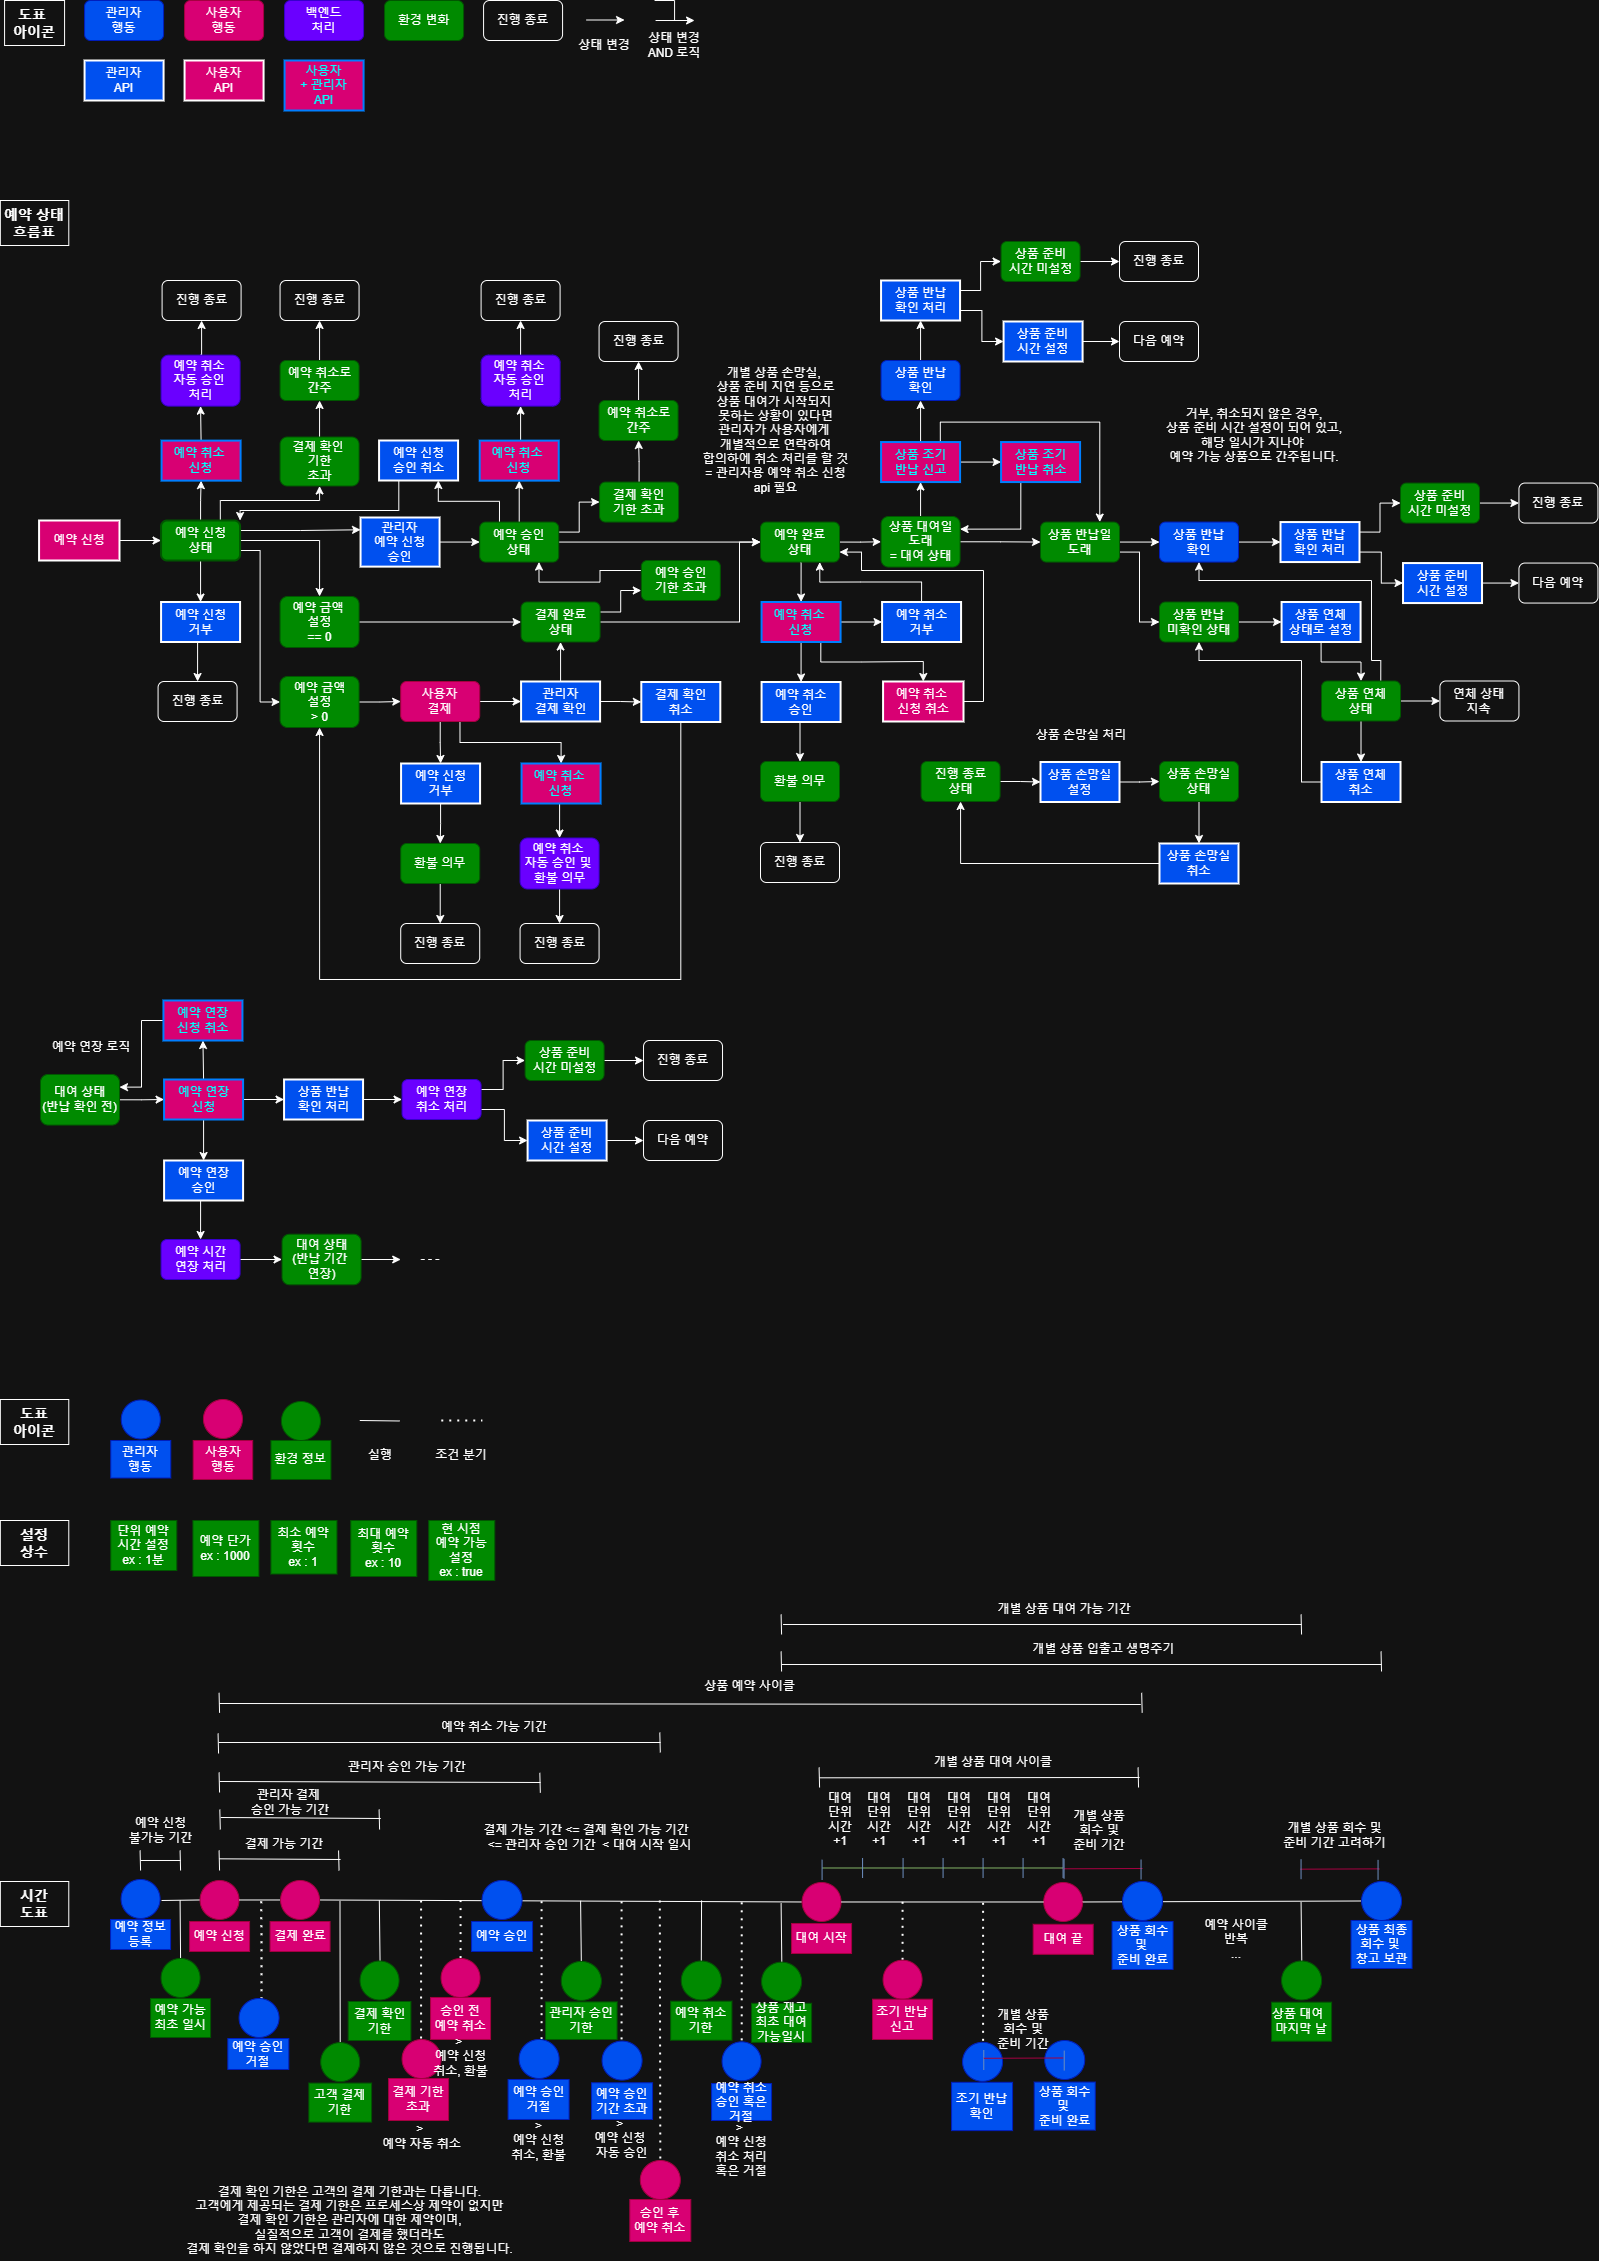 도표
아이콘
관리자
행동
사용자
행동
백엔드
처리
환경 변화
진행 종료
상태 변경
상태 변경
AND 로직
관리자
API
사용자
API
사용자
+ 관리자
API
예약 상태
흐름표
상품 준비
시간 미설정
진행 종료
상품 반납
확인 처리
상품 준비
시간 설정
다음 예약
진행 종료
진행 종료
진행 종료
진행 종료
예약 취소
자동 승인
처리
예약 취소로
간주
예약 취소
자동 승인
처리
예약 취소로
간주
개별 상품 손망실,
상품 준비 지연 등으로
상품 대여가 시작되지
못하는 상황이 있다면
관리자가 사용자에게
개별적으로 연락하여
합의하에 취소 처리를 할 것
= 관리자용 예약 취소 신청
api 필요
상품 반납
확인
거부, 취소되지 않은 경우,
상품 준비 시간 설정이 되어 있고,
해당 일시가 지나야
예약 가능 상품으로 간주됩니다.
예약 취소
신청
결제 확인
기한
초과
예약 신청
승인 취소
예약 취소
신청
결제 확인
기한 초과
상품 조기
반납 신고
상품 조기
반납 취소
상품 준비
시간 미설정
진행 종료
예약 신청
예약 신청
상태
관리자
예약 신청
승인
예약 승인
상태
예약 완료
상태
상품 대여일
도래
= 대여 상태
상품 반납일
도래
상품 반납
확인
상품 반납
확인 처리
상품 준비
시간 설정
다음 예약
예약 승인
기한 초과
예약 신청
거부
예약 금액
설정
== 0
결제 완료
상태
예약 취소
신청
예약 취소
거부
상품 반납
미확인 상태
상품 연체
상태로 설정
진행 종료
예약 금액
설정
> 0
사용자
결제
관리자
결제 확인
결제 확인
취소
예약 취소
승인
예약 취소
신청 취소
상품 연체
상태
연체 상태
지속
상품 손망실 처리
예약 신청
거부
예약 취소
신청
환불 의무
진행 종료
상태
상품 손망실
설정
상품 손망실
상태
상품 연체
취소
환불 의무
예약 취소
자동 승인 및
환불 의무
진행 종료
상품 손망실
취소
진행 종료
진행 종료
예약 연장
신청 취소
예약 연장 로직
상품 준비
시간 미설정
진행 종료
대여 상태
(반납 확인 전)
예약 연장
신청
상품 반납
확인 처리
예약 연장
취소 처리
상품 준비
시간 설정
다음 예약
예약 연장
승인
예약 시간
연장 처리
대여 상태
(반납 기간
연장)
---
도표
아이콘
관리자
행동
사용자
행동
환경 정보
실행
조건 분기
설정
상수
단위 예약
시간 설정
ex : 1분
예약 단가
ex : 1000
최소 예약
횟수
ex : 1
최대 예약
횟수
ex : 10
현 시점
예약 가능
설정
ex : true
개별 상품 대여 가능 기간
개별 상품 입출고 생명주기
상품 예약 사이클
예약 취소 가능 기간
관리자 승인 가능 기간
개별 상품 대여 사이클
관리자 결제
승인 가능 기간
대여
단위
시간
+1
대여
단위
시간
+1
대여
단위
시간
+1
대여
단위
시간
+1
대여
단위
시간
+1
대여
단위
시간
+1
예약 신청
불가능 기간
결제 가능 기간
결제 가능 기간 <= 결제 확인 가능 기간
<= 관리자 승인 기간 < 대여 시작 일시
개별 상품
회수 및
준비 기간
개별 상품 회수 및
준비 기간 고려하기
시간
도표
예약 정보
등록
예약 신청
결제 완료
예약 승인
대여 시작
대여 끝
상품 회수
및
준비 완료
예약 사이클
반복
...
상품 최종
회수 및
창고 보관
예약 가능
최초 일시
예약 승인
거절
결제 확인
기한
승인 전
예약 취소
>
예약 신청
취소, 환불
관리자 승인
기한
예약 취소
기한
상품 재고
최초 대여
가능일시
조기 반납
신고
개별 상품
회수 및
준비 기간
상품 대여
마지막 날
고객 결제
기한
결제 기한
초과
>
예약 자동 취소
예약 승인
거절
>
예약 신청
취소, 환불
예약 승인
기간 초과
>
예약 신청
자동 승인
예약 취소
승인 혹은
거절
>
예약 신청
취소 처리
혹은 거절
조기 반납
확인
상품 회수
및
준비 완료
승인 후
예약 취소
결제 확인 기한은 고객의 결제 기한과는 다릅니다.
고객에게 제공되는 결제 기한은 프로세스상 제약이 없지만
결제 확인 기한은 관리자에 대한 제약이며,
실질적으로 고객이 결제를 했더라도
결제 확인을 하지 않았다면 결제하지 않은 것으로 진행됩니다.